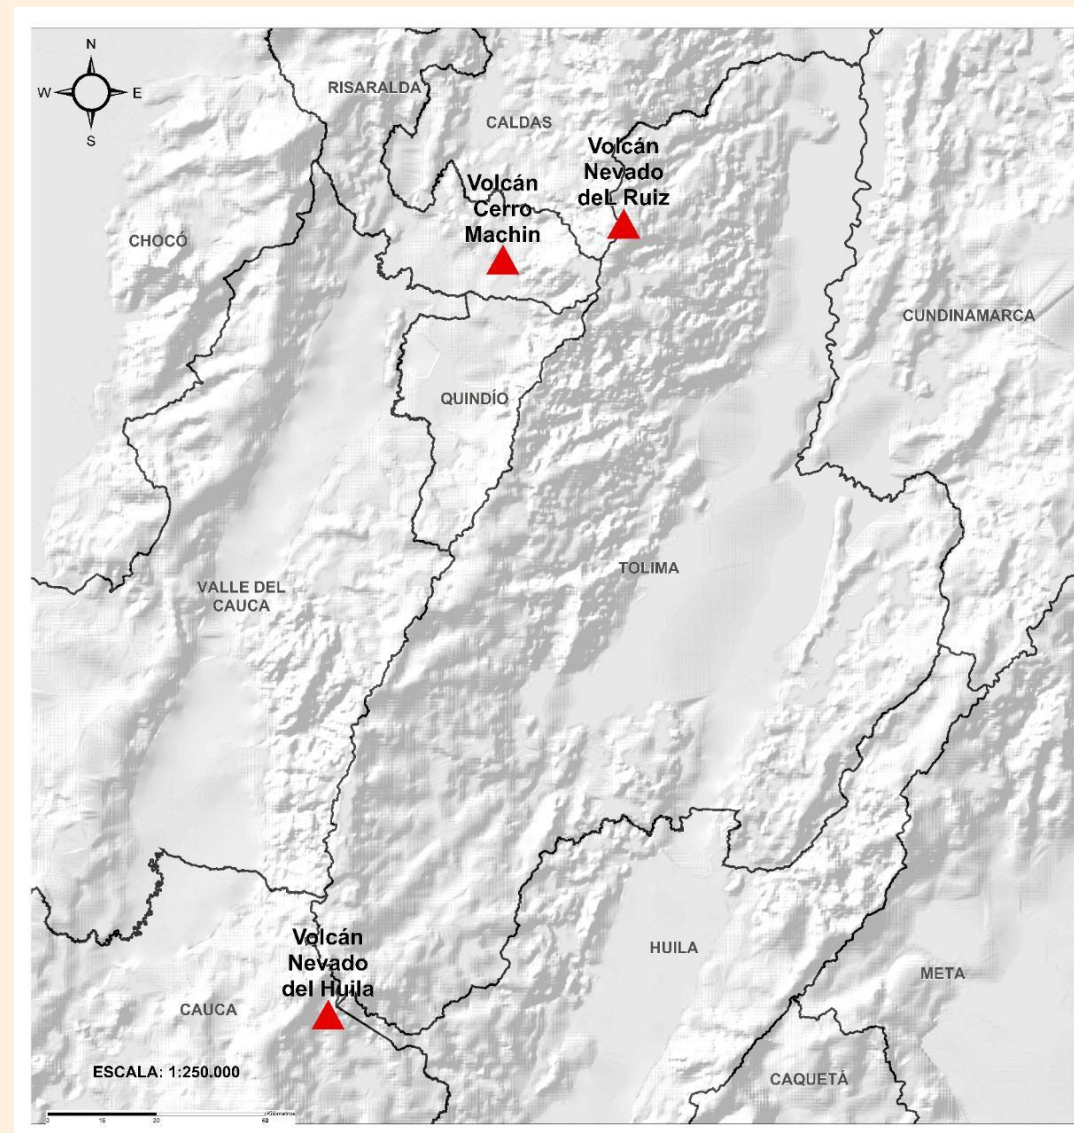 N
W
E
S
RISARALDA
CALDAS
Volcán
Nevado
deL Ruiz
Volcán
Cerro
Machin
CHOCÓ
CUNDINAMARCA
QUINDÍO
TOLIMA
VALLE DEL
CAUCA
Volcán
Nevado
del Huila
HUILA
META
CAUCA
ESCALA: 1:250.000
CAQUETÁ
0